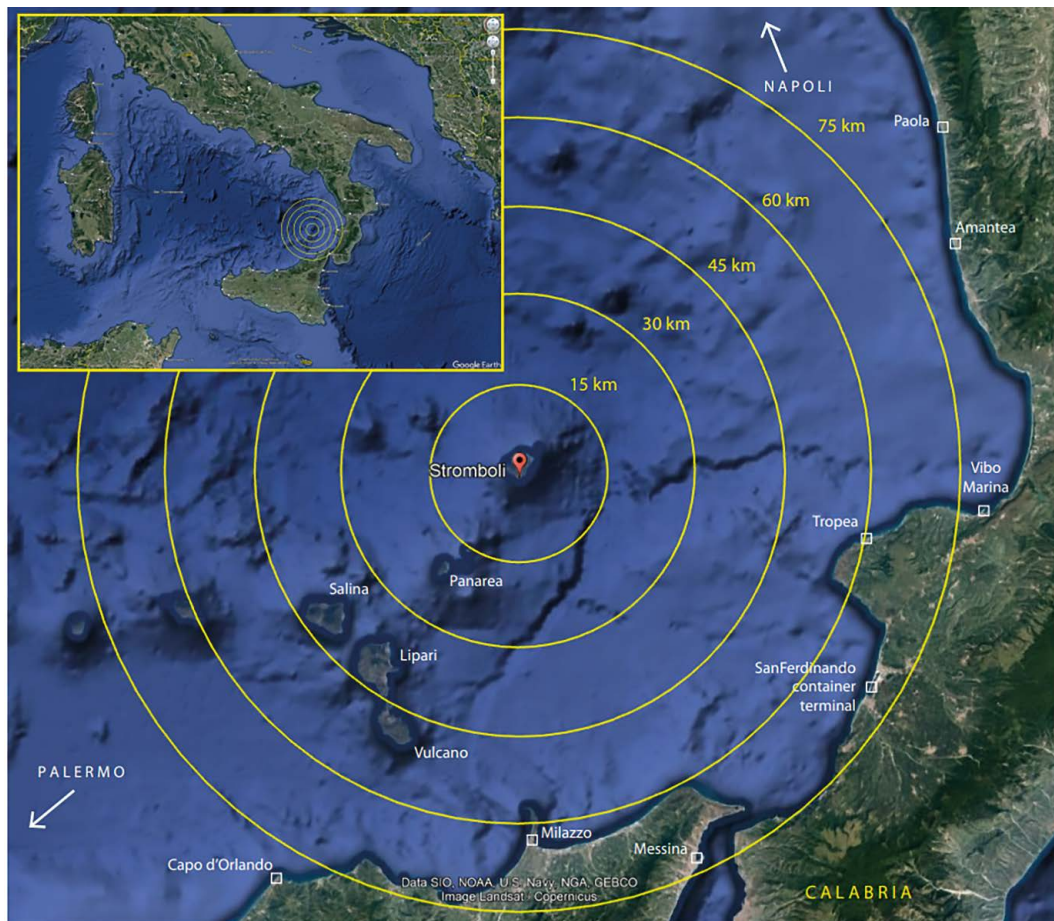 Google Earth
NAPOLI
75 km
Paola
60 km
Amantea
45 km
30 km
15 km
Stromboli
Vibo
Marina
Tropea
Panarea
Salina
Lipari
SanFerdinando
container
terminal
Vulcano
PALERMO
Milazzo
Messina
Capo d'Orlando
Data SIO, NOAA, U.S. Navy, NGA, GEBCO
Image Landsat - Copernicus
CALABRIA